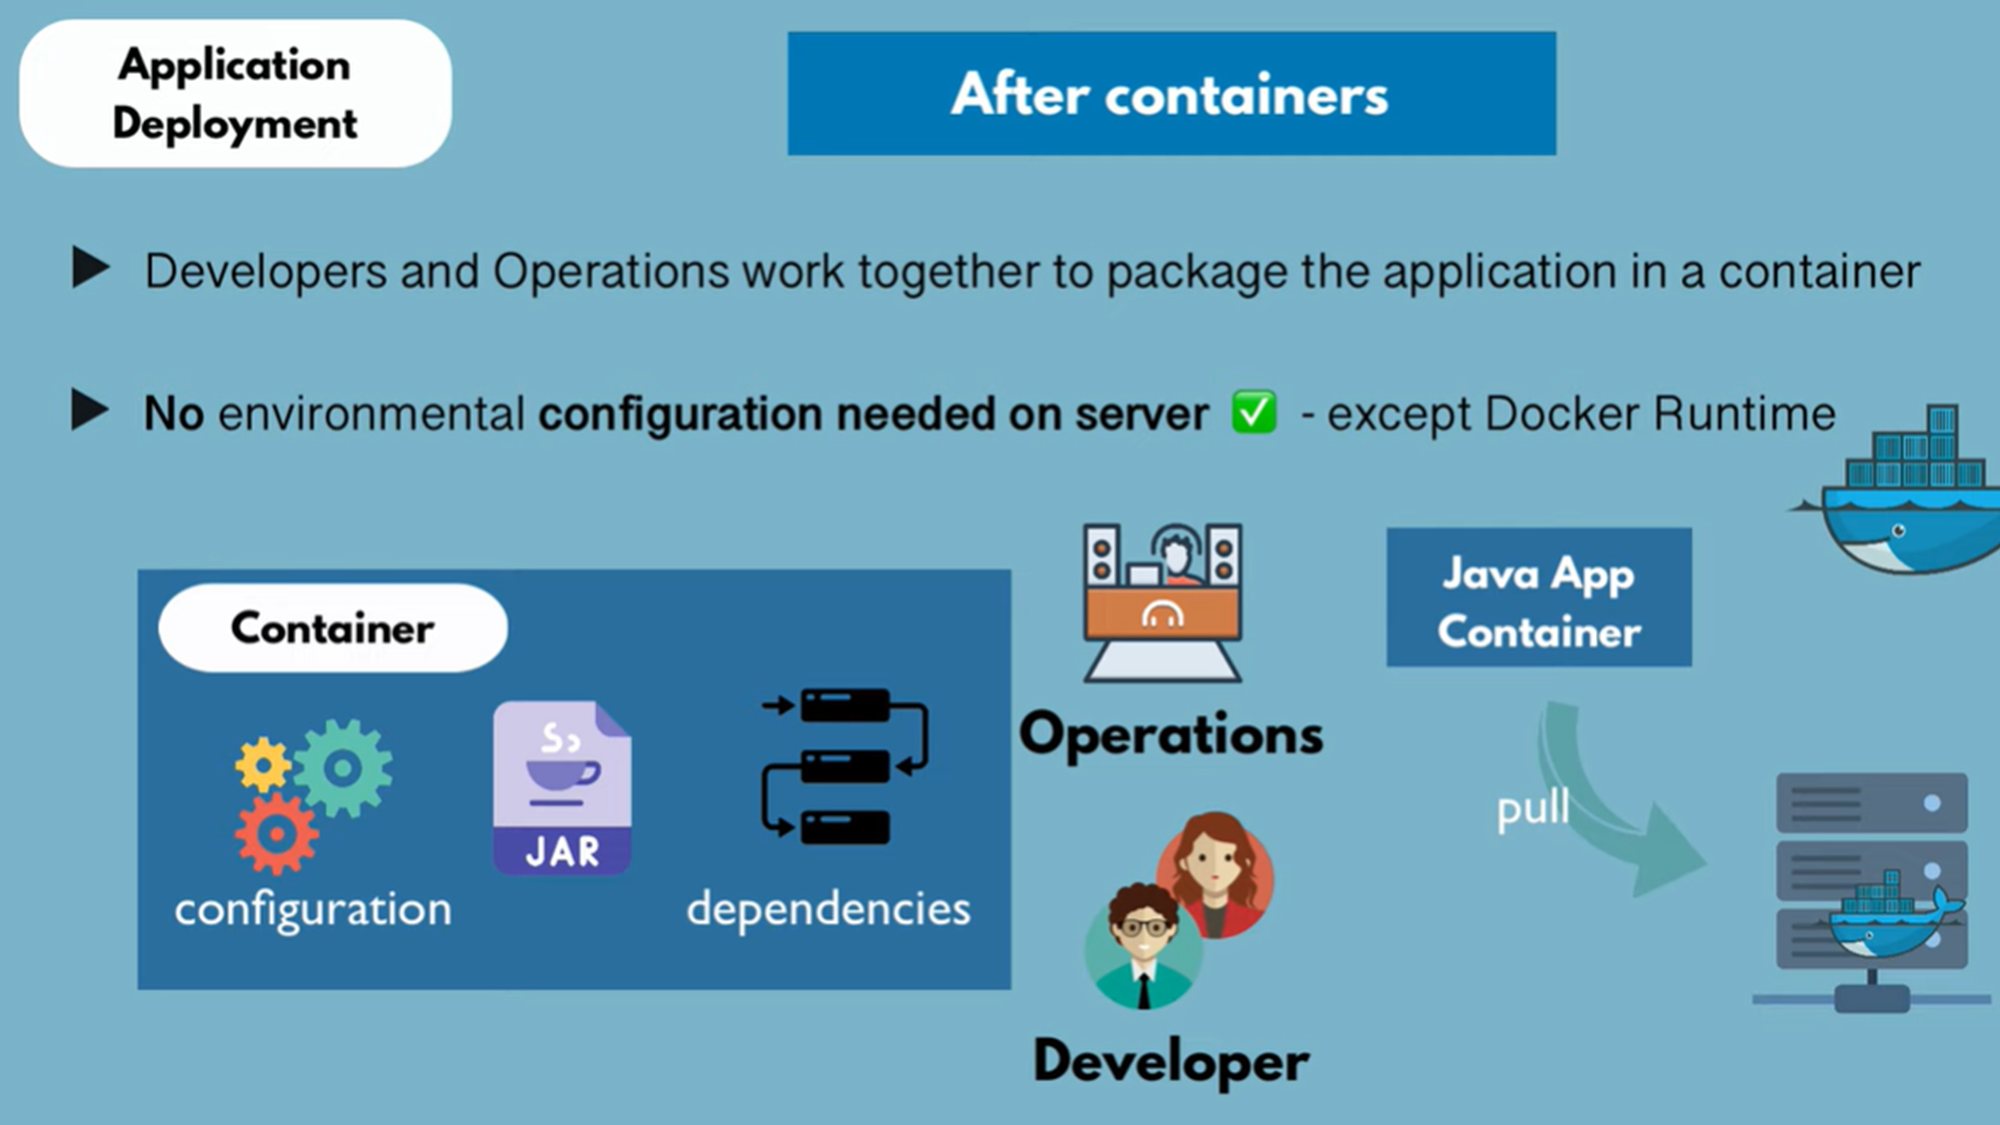 Application
Deployment
After containers
Developers and Operations work together to package the application in a container
No environmental configuration needed on server ✅ - except Docker Runtime
Container
configuration
JAR
dependencies
Operations
Developer
Java App
Container
pull